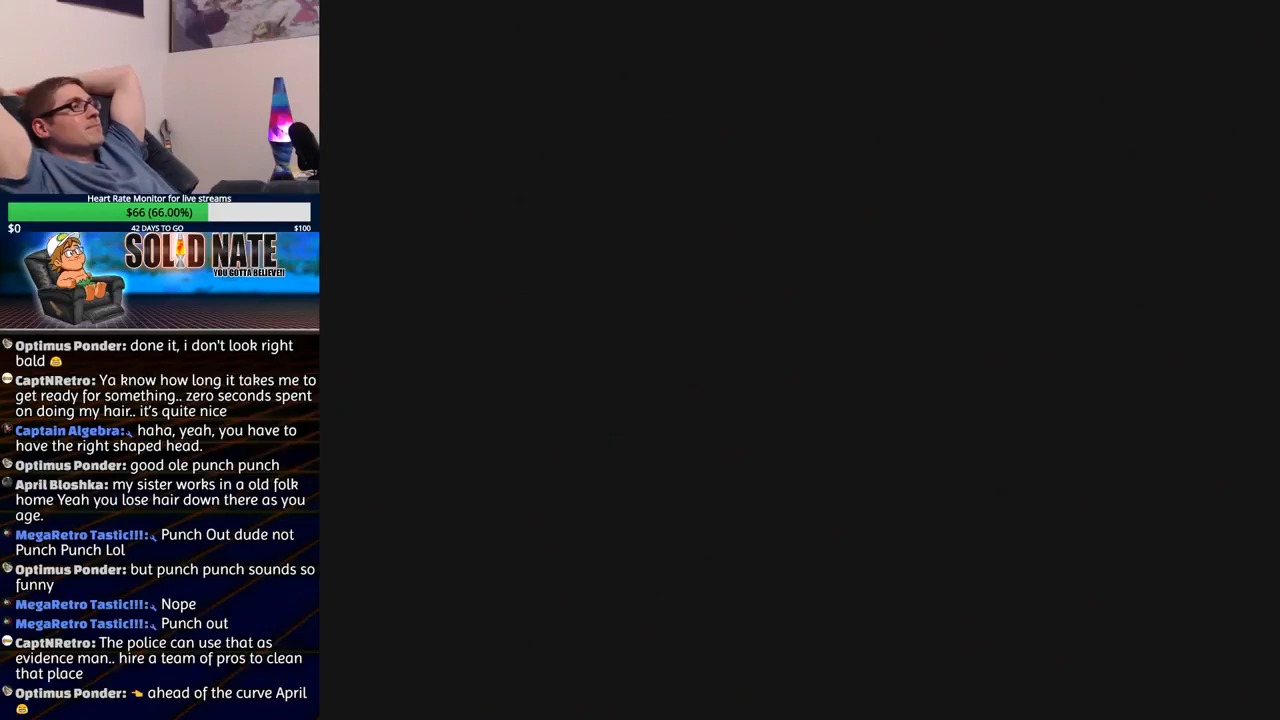 Heart Rate Monitor for live streams
$66 (66.00%)
$0 42 DAYS TO GO $100
SOLID NATE
YOU GOTTA BELIEVE!!
Optimus Ponder: done it, i don't look right
bald 😂
CaptNRetro: Ya know how long it takes me to
get ready for something.. zero seconds spent
on doing my hair.. it's quite nice
Captain Algebra: haha, yeah, you have to
have the right shaped head.
Optimus Ponder: good ole punch punch
April Bloshka: my sister works in a old folk
home Yeah you lose hair down there as you
age.
MegaRetro Tastic!!!: Punch Out dude not
Punch Punch Lol
Optimus Ponder: but punch punch sounds so
funny
MegaRetro Tastic!!!: Nope
MegaRetro Tastic!!!: Punch out
CaptNRetro: The police can use that as
evidence man.. hire a team of pros to clean
that place
Optimus Ponder: 👈 ahead of the curve April
😂